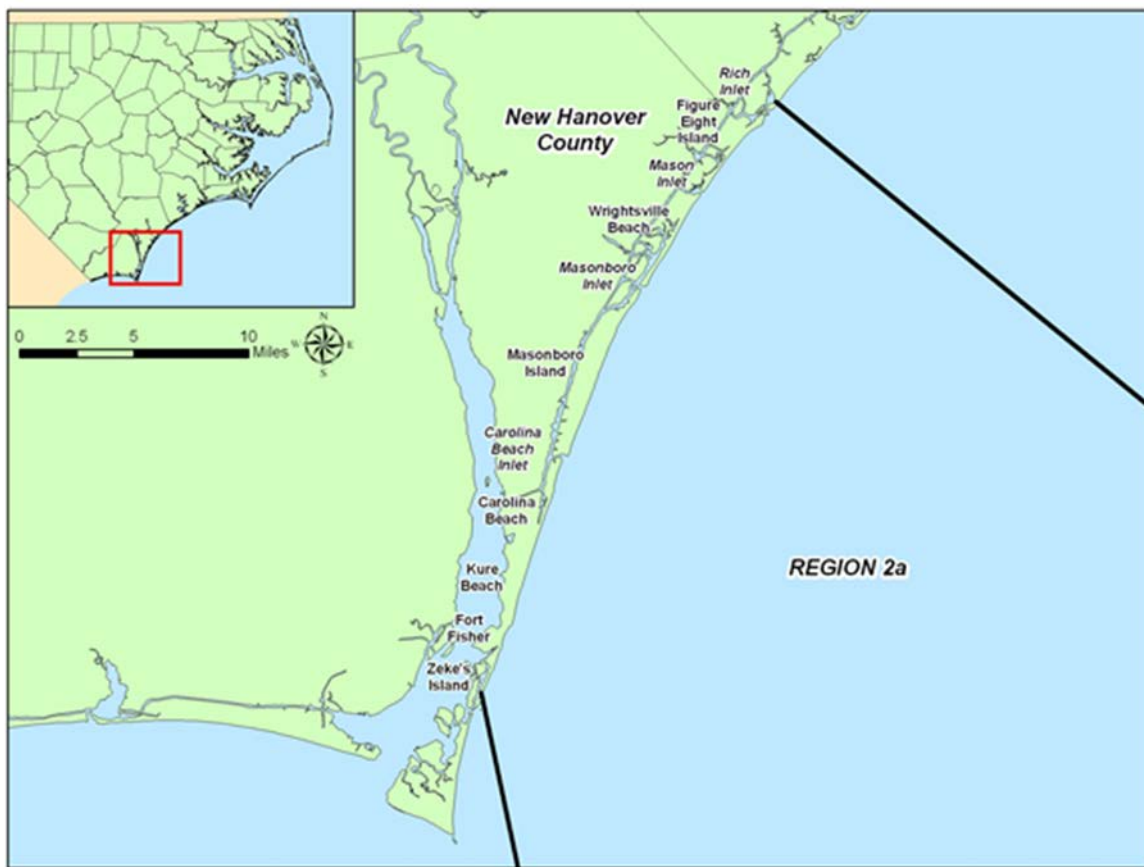 Rich
Inlet
Figure
Eight
Island
New Hanover
County
Mason
Inlet
Wrightsville
Beach
Masonboro
Inlet
N
W
E
S
0
2.5
5
10
Miles
Masonboro
Island
Carolina
Beach
Inlet
Carolina
Beach
REGION 2a
Kure
Beach
Fort
Fisher
Zeke's
Island